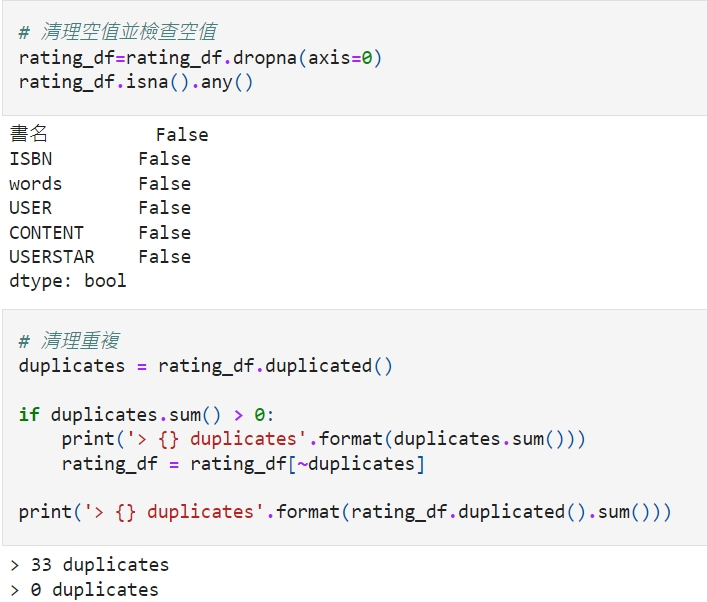 # 清理空值並檢查空值
rating_df=rating_df.dropna(axis=0)
rating_df.isna().any()
書名 False
ISBN False
words False
USER False
CONTENT False
USERSTAR False
dtype: bool
# 清理重複
duplicates = rating_df.duplicated()
if duplicates.sum() > 0:
print('> {} duplicates'.format(duplicates.sum()))
rating_df = rating_df[~duplicates]
print('> {} duplicates'.format(rating_df.duplicated().sum()))
> 33 duplicates
> 0 duplicates